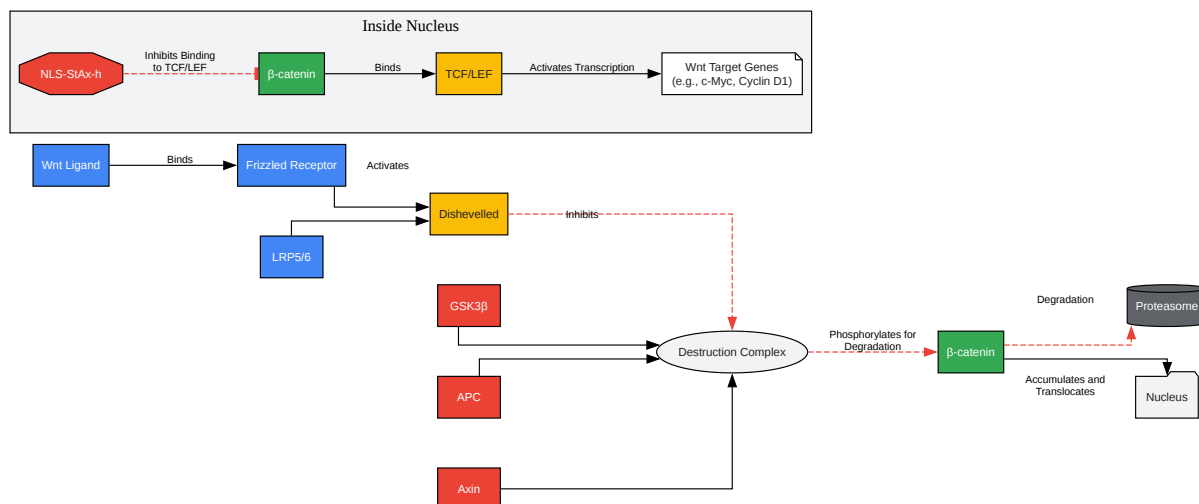 Inside Nucleus
NLS-StAx-h
Inhibits Binding
to TCF/LEF
β-catenin
Binds
TCF/LEF
Activates Transcription
Wnt Target Genes
(e.g., c-Myc, Cyclin D1)
Wnt Ligand
Binds
Frizzled Receptor
Activates
LRP5/6
Dishevelled
Inhibits
GSK3β
APC
Axin
Destruction Complex
Phosphorylates for
Degradation
β-catenin
Degradation
Proteasome
Accumulates and
Translocates
Nucleus